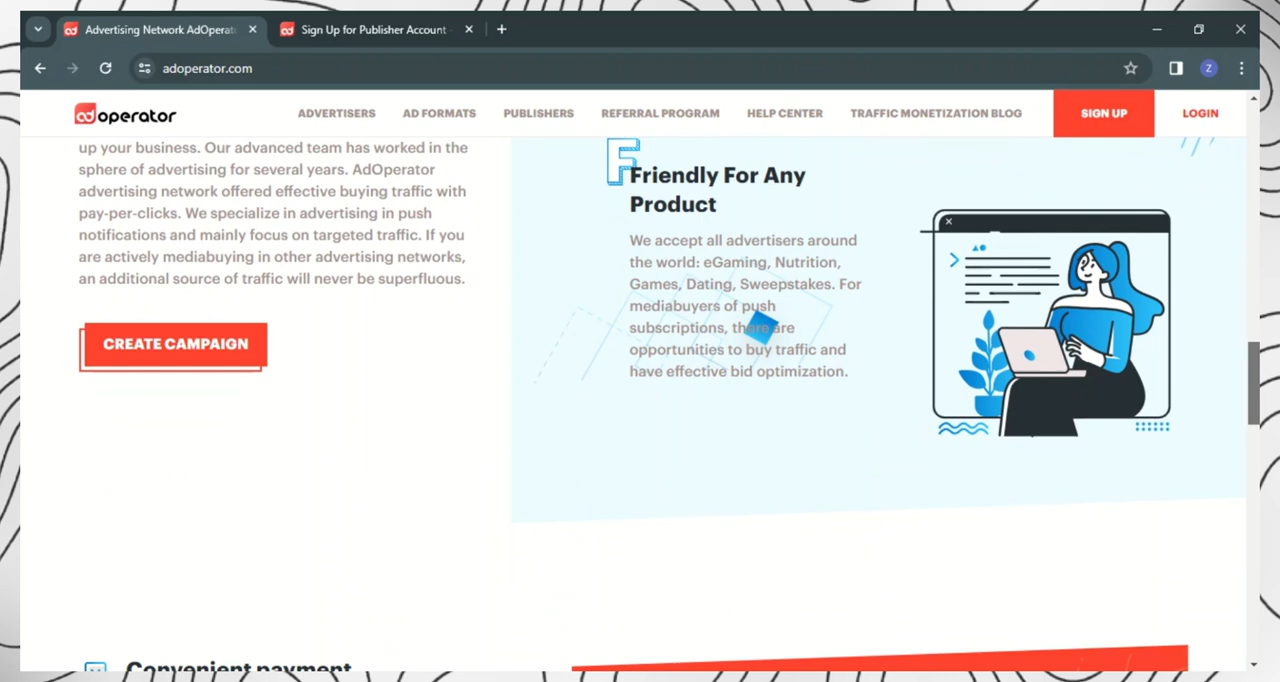 Advertising Network AdOperat
Sign Up for Publisher Account
adoperator.com
Z
adoperator
ADVERTISERS
AD FORMATS
PUBLISHERS
REFERRAL PROGRAM
HELP CENTER
TRAFFIC MONETIZATION BLOG
SIGN UP
LOGIN
up your business. Our advanced team has worked in the
sphere of advertising for several years. AdOperator
advertising network offered effective buying traffic with
pay-per-clicks. We specialize in advertising in push
notifications and mainly focus on targeted traffic. If you
are actively mediabuying in other advertising networks,
an additional source of traffic will never be superfluous.
CREATE CAMPAIGN
F
Friendly For Any
Product
We accept all advertisers around
the world: eGaming, Nutrition,
Games, Dating, Sweepstakes. For
mediabuyers of push
subscriptions, there are
opportunities to buy traffic and
have effective bid optimization.
Convenient payment